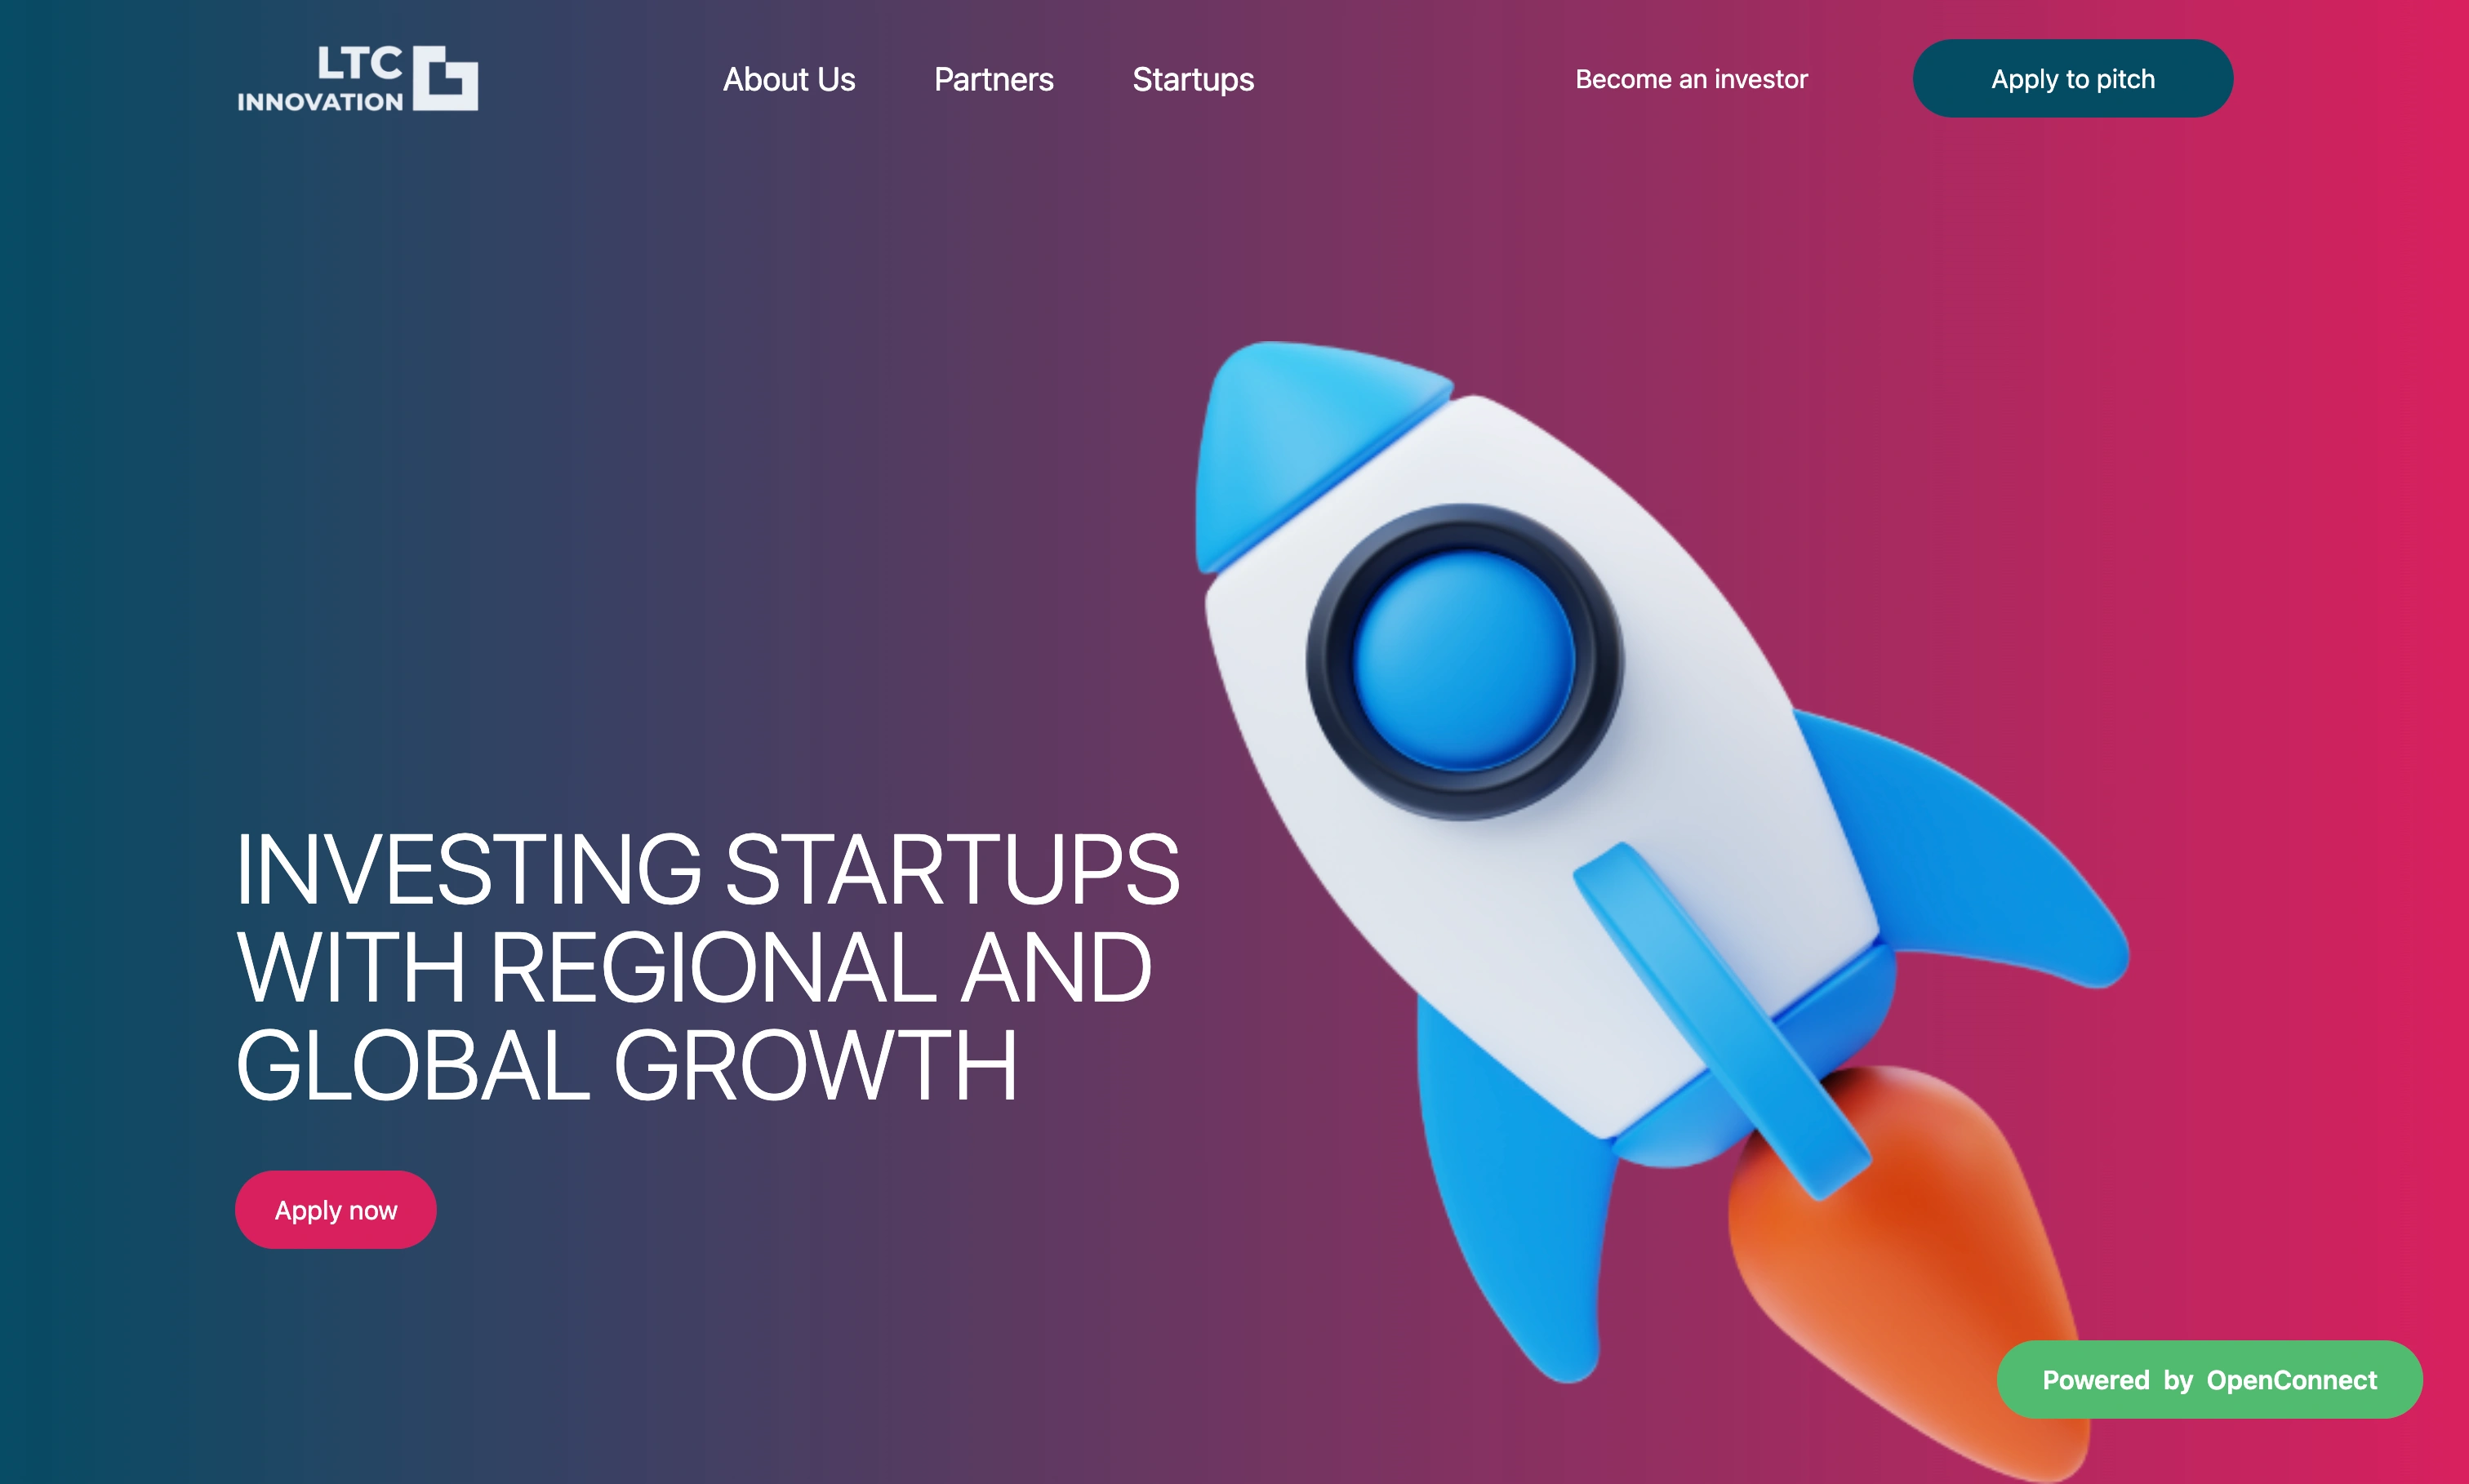 LTC
INNOVATION
About Us
Partners
Startups
Become an investor
Apply to pitch
INVESTING STARTUPS
WITH REGIONAL AND
GLOBAL GROWTH
Apply now
Powered by OpenConnect